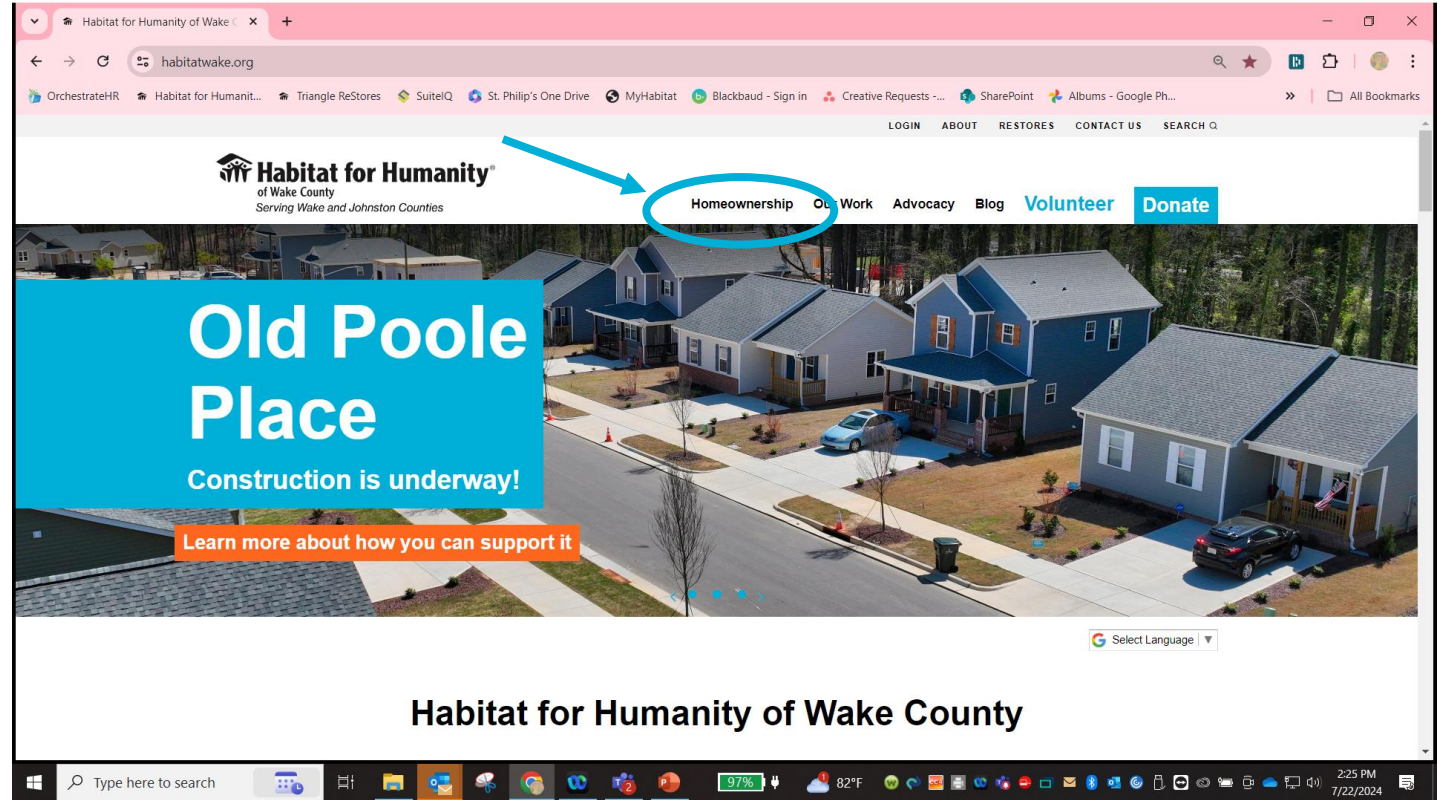 Habitat for Humanity of Wake C
habitatwake.org
OrchestrateHR Habitat for Humanit... Triangle ReStores SuiteIQ St. Philip's One Drive MyHabitat Blackbaud - Sign in Creative Requests -... SharePoint Albums - Google Ph... » All Bookmarks
LOGIN ABOUT RESTORES CONTACT US SEARCH
Habitat for Humanity®
of Wake County
Serving Wake and Johnston Counties
Homeownership Our Work Advocacy Blog Volunteer Donate
Old Poole
Place
Construction is underway!
Learn more about how you can support it
Select Language ▼
Habitat for Humanity of Wake County
Type here to search 97% 82°F 2:25 PM
7/22/2024